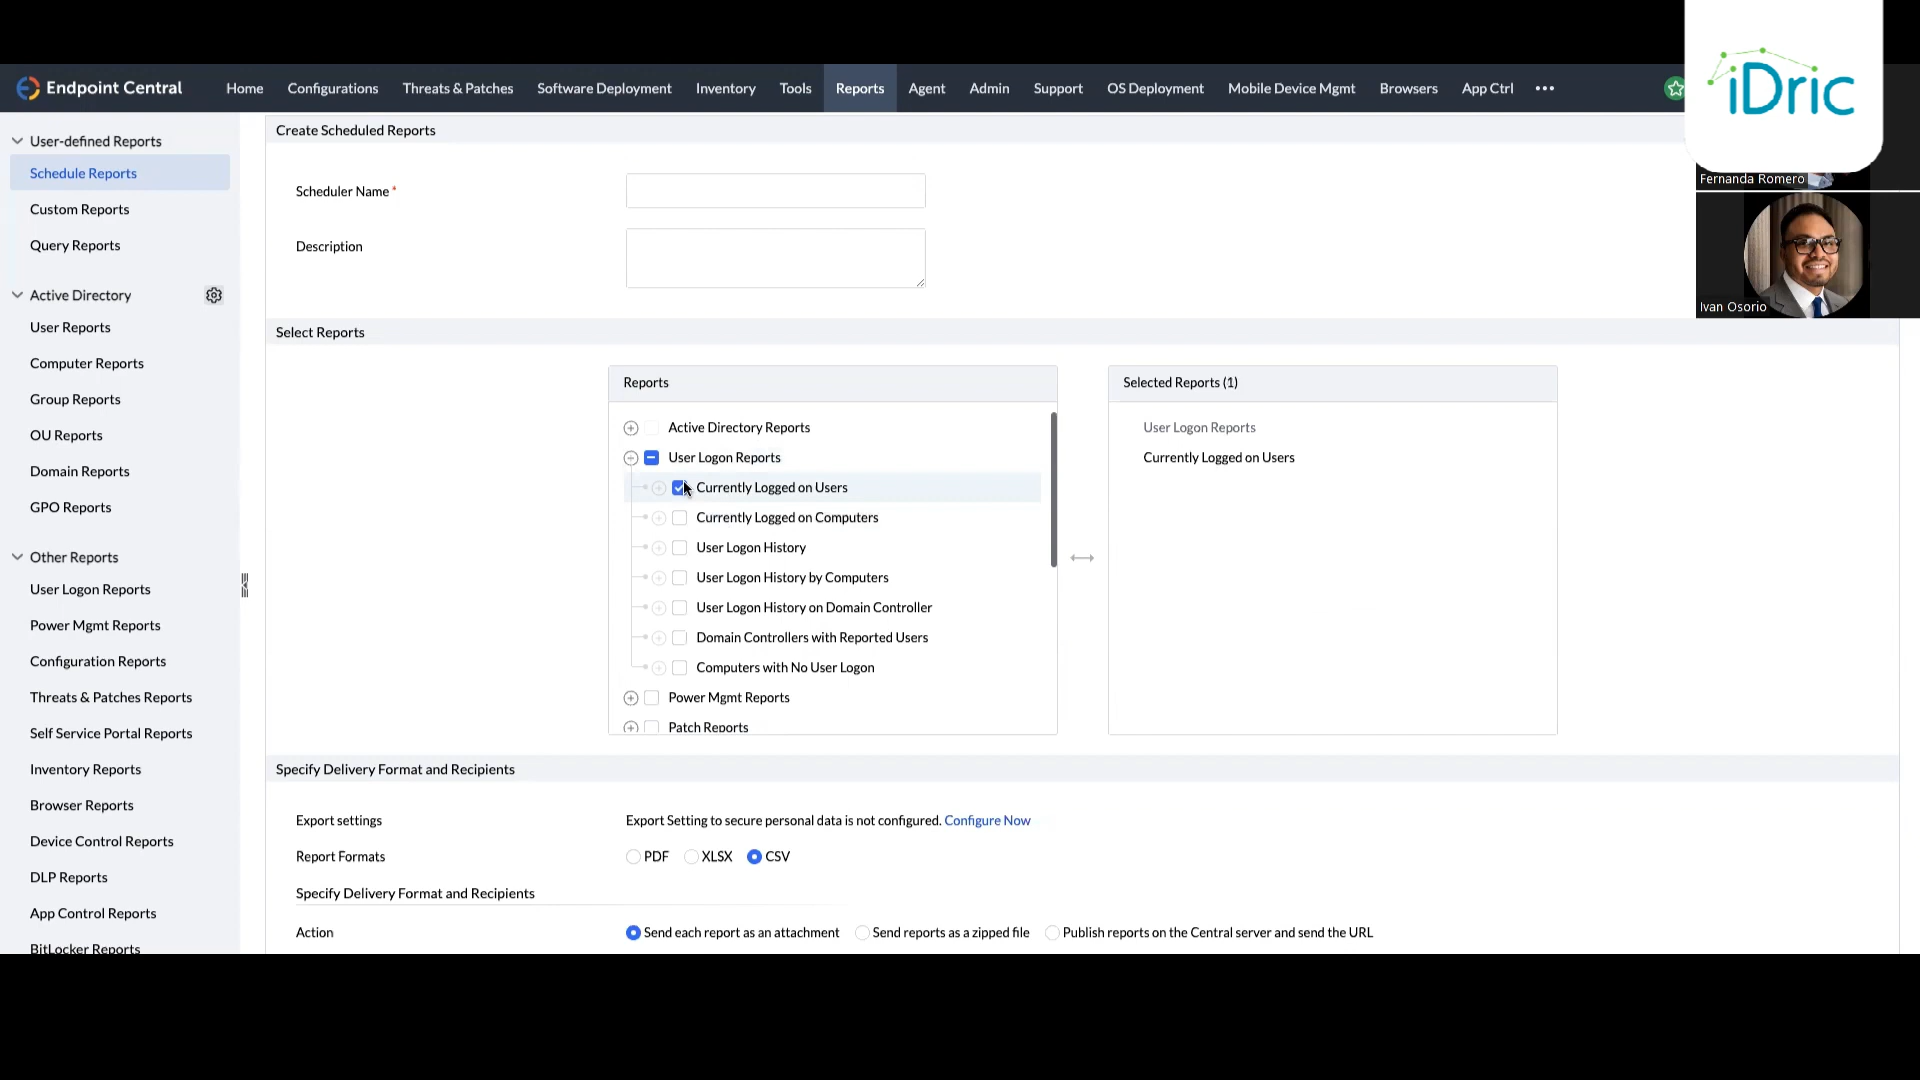 iDric
Endpoint Central
Home
Configurations
Threats & Patches
Software Deployment
Inventory
Tools
Reports
Agent
Admin
Support
OS Deployment
Mobile Device Mgmt
Browsers
App Ctrl
•••
User-defined Reports
Schedule Reports
Custom Reports
Query Reports
Active Directory
User Reports
Computer Reports
Group Reports
OU Reports
Domain Reports
GPO Reports
Other Reports
User Logon Reports
Power Mgmt Reports
Configuration Reports
Threats & Patches Reports
Self Service Portal Reports
Inventory Reports
Browser Reports
Device Control Reports
DLP Reports
App Control Reports
BitLocker Reports
Create Scheduled Reports
Scheduler Name *
Description
Select Reports
Reports
Active Directory Reports
User Logon Reports
Currently Logged on Users
Currently Logged on Computers
User Logon History
User Logon History by Computers
User Logon History on Domain Controller
Domain Controllers with Reported Users
Computers with No User Logon
Power Mgmt Reports
Patch Reports
Selected Reports (1)
User Logon Reports
Currently Logged on Users
Specify Delivery Format and Recipients
Export settings
Export Setting to secure personal data is not configured. Configure Now
Report Formats
PDF XLSX CSV
Specify Delivery Format and Recipients
Action
Send each report as an attachment
Send reports as a zipped file
Publish reports on the Central server and send the URL
Fernanda Romero
Ivan Osorio